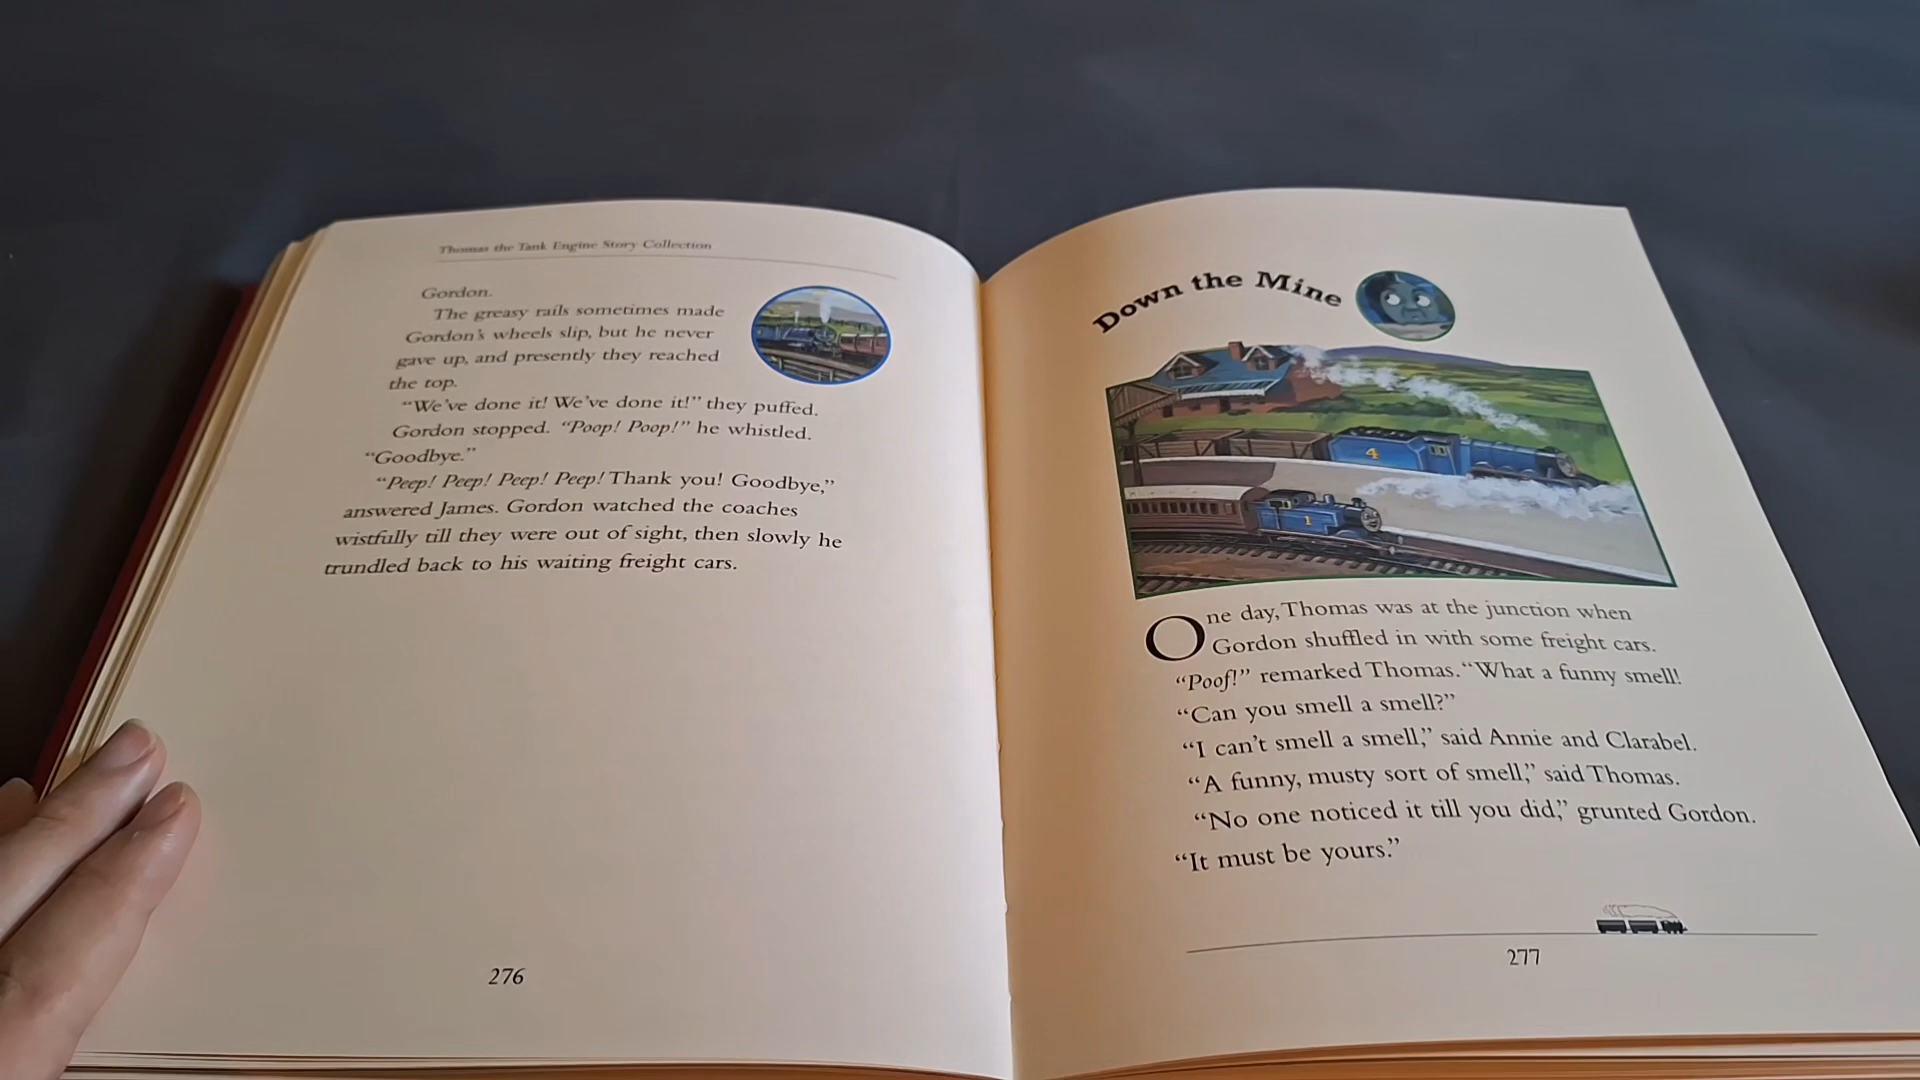 Thomas the Tank Engine Story Collection
Gordon.
The greasy rails sometimes made
Gordon's wheels slip, but he never
gave up, and presently they reached
the top.
“We've done it! We've done it!” they puffed.
Gordon stopped. “Poop! Poop!” he whistled.
“Goodbye.”
“Peep! Peep! Peep! Peep! Thank you! Goodbye,”
answered James. Gordon watched the coaches
wistfully till they were out of sight, then slowly he
trundled back to his waiting freight cars.
276
Down the Mine
4
1
One day, Thomas was at the junction when
Gordon shuffled in with some freight cars.
“Poof!” remarked Thomas. “What a funny smell!
“Can you smell a smell?”
“I can't smell a smell,” said Annie and Clarabel.
“A funny, musty sort of smell,” said Thomas.
“No one noticed it till you did,” grunted Gordon.
“It must be yours.”
277